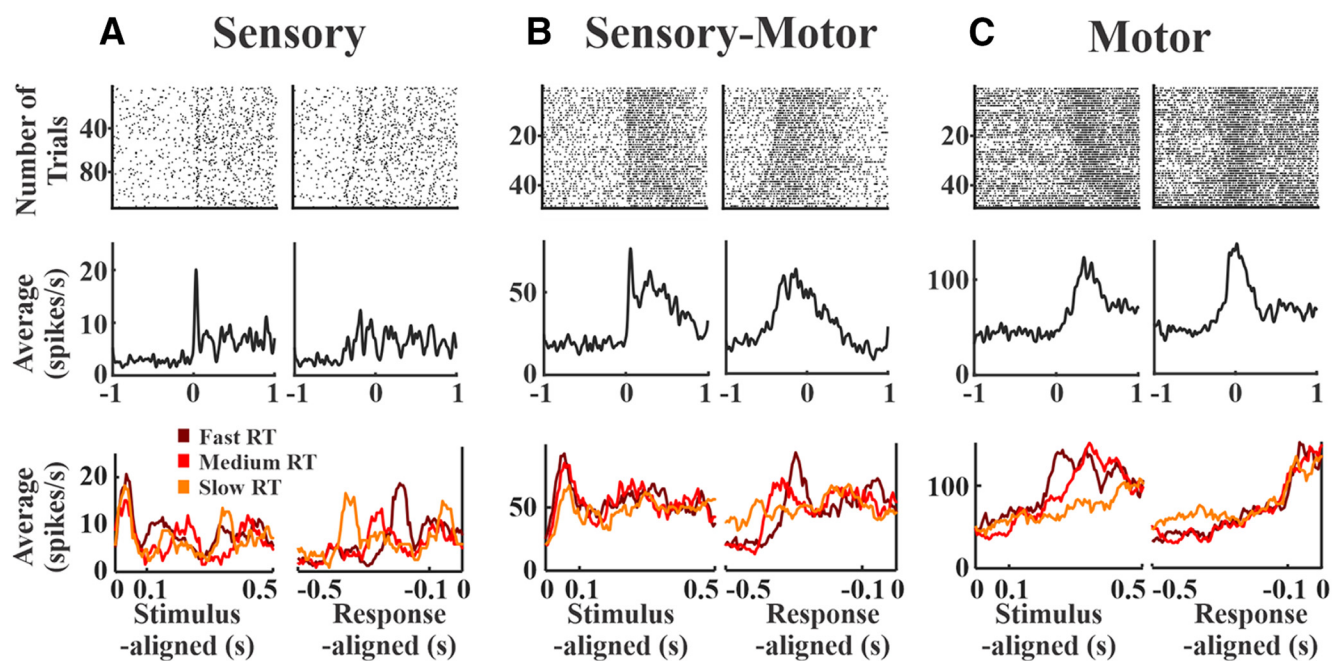 A Sensory
B Sensory-Motor
C Motor
Number of
Trials
40
80
20
40
20
40
Average
(spikes/s)
20
10
0
-1 0 1
-1 0 1
50
0
-1 0 1
-1 0 1
100
0
-1 0 1
-1 0 1
Average
(spikes/s)
Fast RT
Medium RT
Slow RT
20
10
0
0 0.1 0.5
-0.5 -0.1 0
50
0
0 0.1 0.5
-0.5 -0.1 0
100
0
0 0.1 0.5
-0.5 -0.1 0
Stimulus
-aligned (s)
Response
-aligned (s)
Stimulus
-aligned (s)
Response
-aligned (s)
Stimulus
-aligned (s)
Response
-aligned (s)